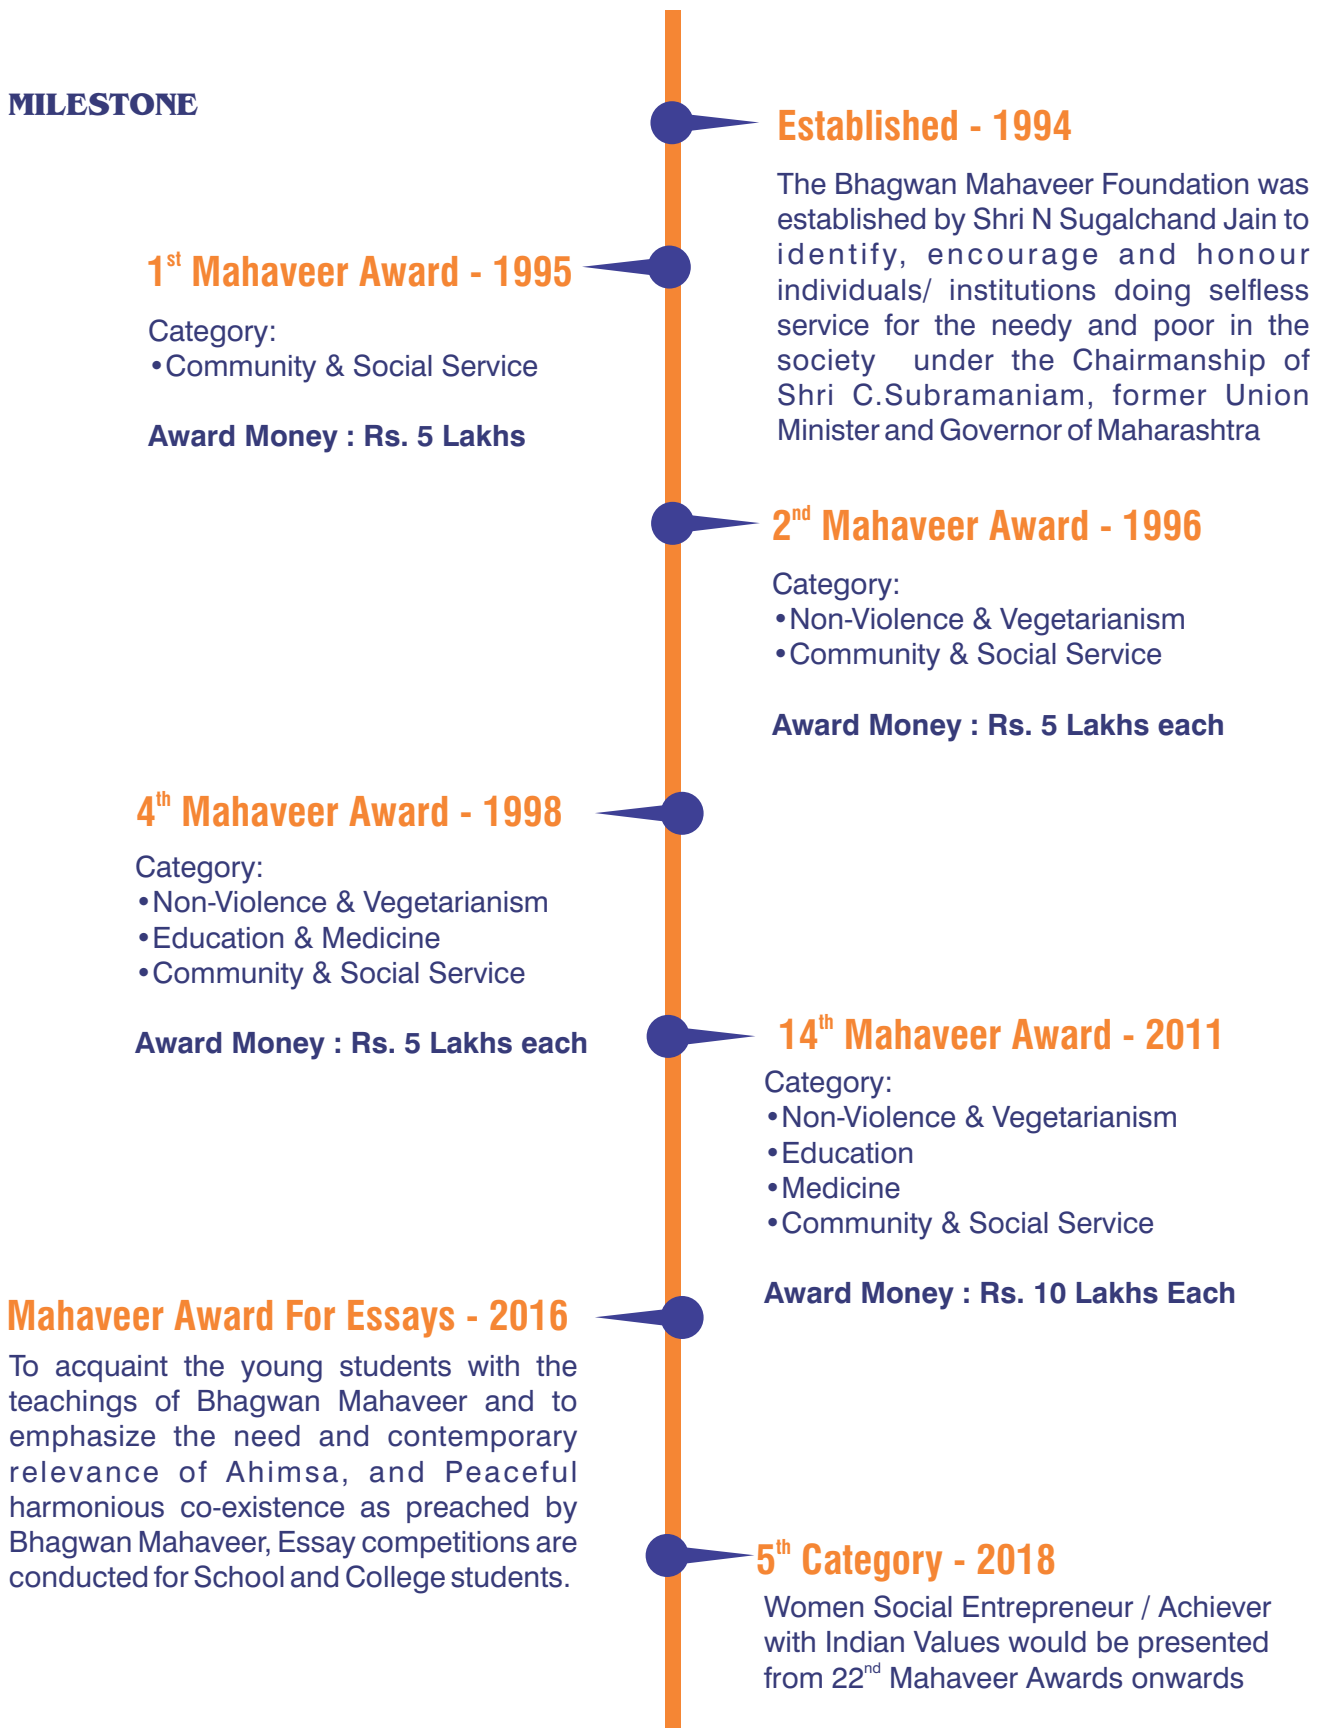 MILESTONE
Established - 1994
The Bhagwan Mahaveer Foundation was
established by Shri N Sugalchand Jain to
identify, encourage and honour
individuals/ institutions doing selfless
service for the needy and poor in the
society under the Chairmanship of
Shri C.Subramaniam, former Union
Minister and Governor of Maharashtra
1st Mahaveer Award - 1995
Category:
•Community & Social Service
Award Money : Rs. 5 Lakhs
2nd Mahaveer Award - 1996
Category:
•Non-Violence & Vegetarianism
•Community & Social Service
Award Money : Rs. 5 Lakhs each
4th Mahaveer Award - 1998
Category:
•Non-Violence & Vegetarianism
•Education & Medicine
•Community & Social Service
Award Money : Rs. 5 Lakhs each
14th Mahaveer Award - 2011
Category:
•Non-Violence & Vegetarianism
•Education
•Medicine
•Community & Social Service
Award Money : Rs. 10 Lakhs Each
Mahaveer Award For Essays - 2016
To acquaint the young students with the
teachings of Bhagwan Mahaveer and to
emphasize the need and contemporary
relevance of Ahimsa, and Peaceful
harmonious co-existence as preached by
Bhagwan Mahaveer, Essay competitions are
conducted for School and College students.
5th Category - 2018
Women Social Entrepreneur / Achiever
with Indian Values would be presented
from 22nd Mahaveer Awards onwards